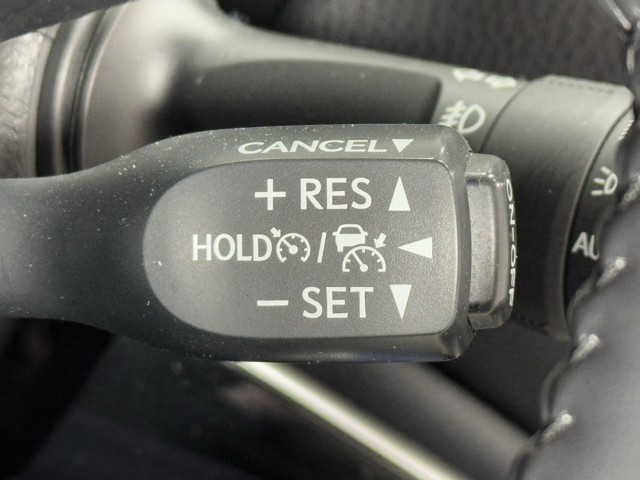 CANCEL▼
+ RES ▲
HOLD / ◀
− SET ▼
ON/OFF
AU